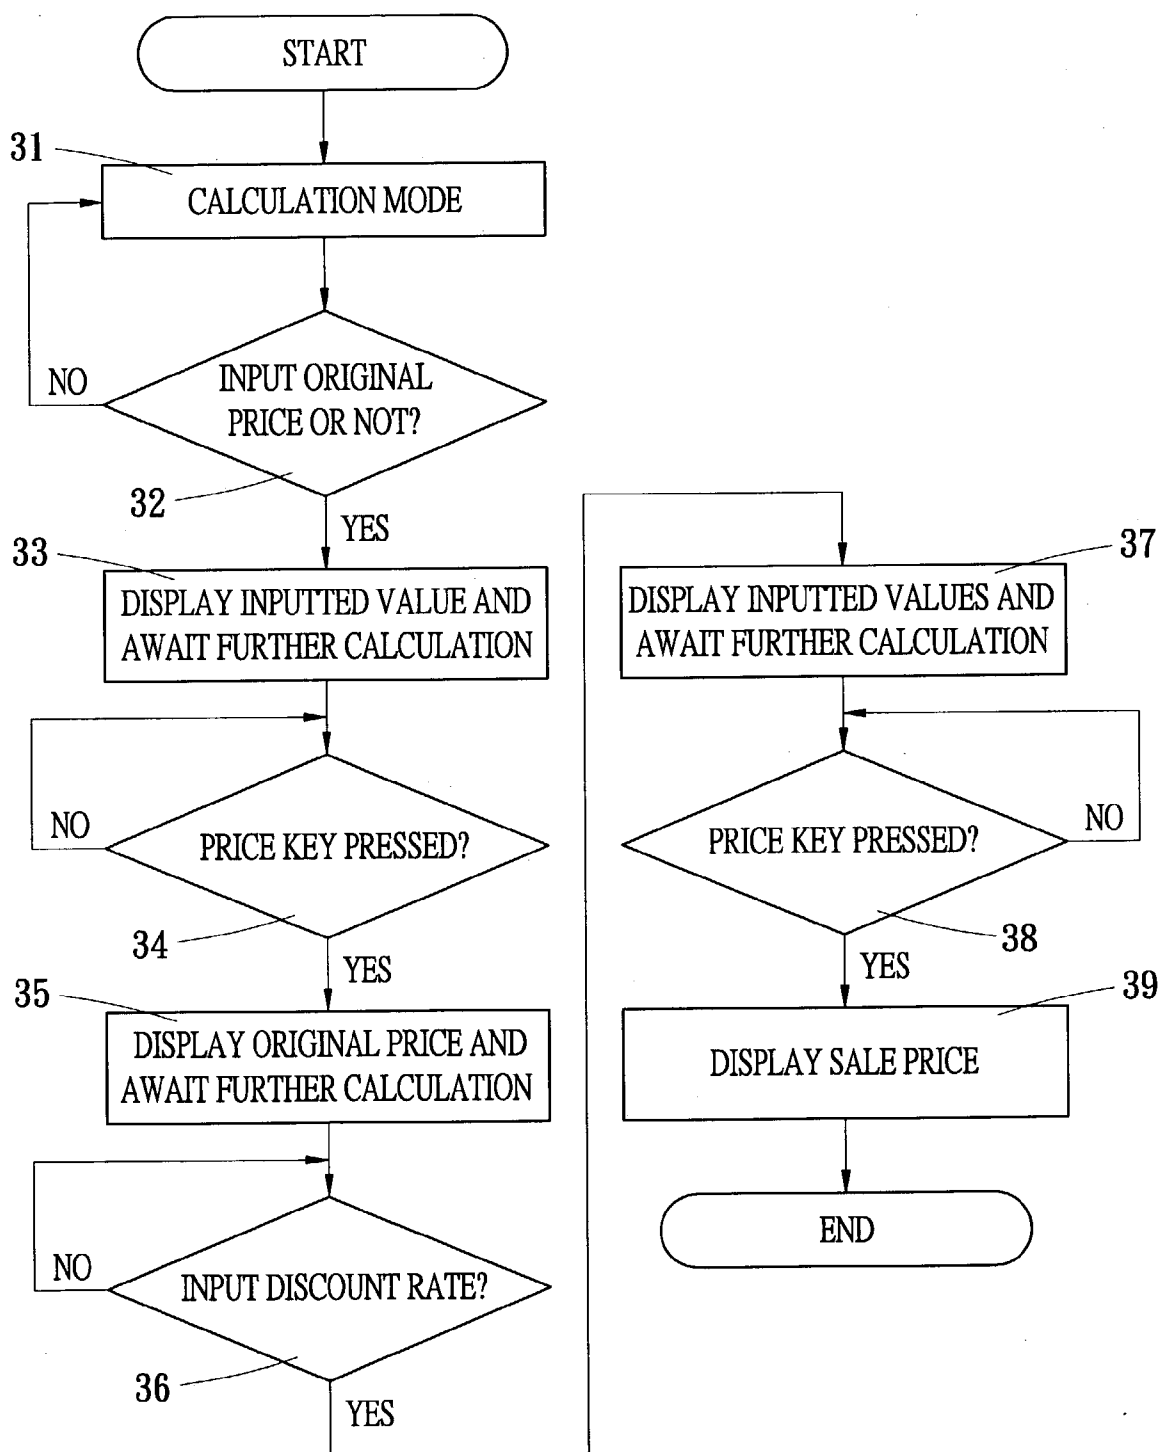 START
31
CALCULATION MODE
INPUT ORIGINAL
PRICE OR NOT?
NO
32
YES
33
DISPLAY INPUTTED VALUE AND
AWAIT FURTHER CALCULATION
PRICE KEY PRESSED?
NO
34
YES
35
DISPLAY ORIGINAL PRICE AND
AWAIT FURTHER CALCULATION
INPUT DISCOUNT RATE?
NO
36
YES
37
DISPLAY INPUTTED VALUES AND
AWAIT FURTHER CALCULATION
PRICE KEY PRESSED?
NO
38
YES
39
DISPLAY SALE PRICE
END